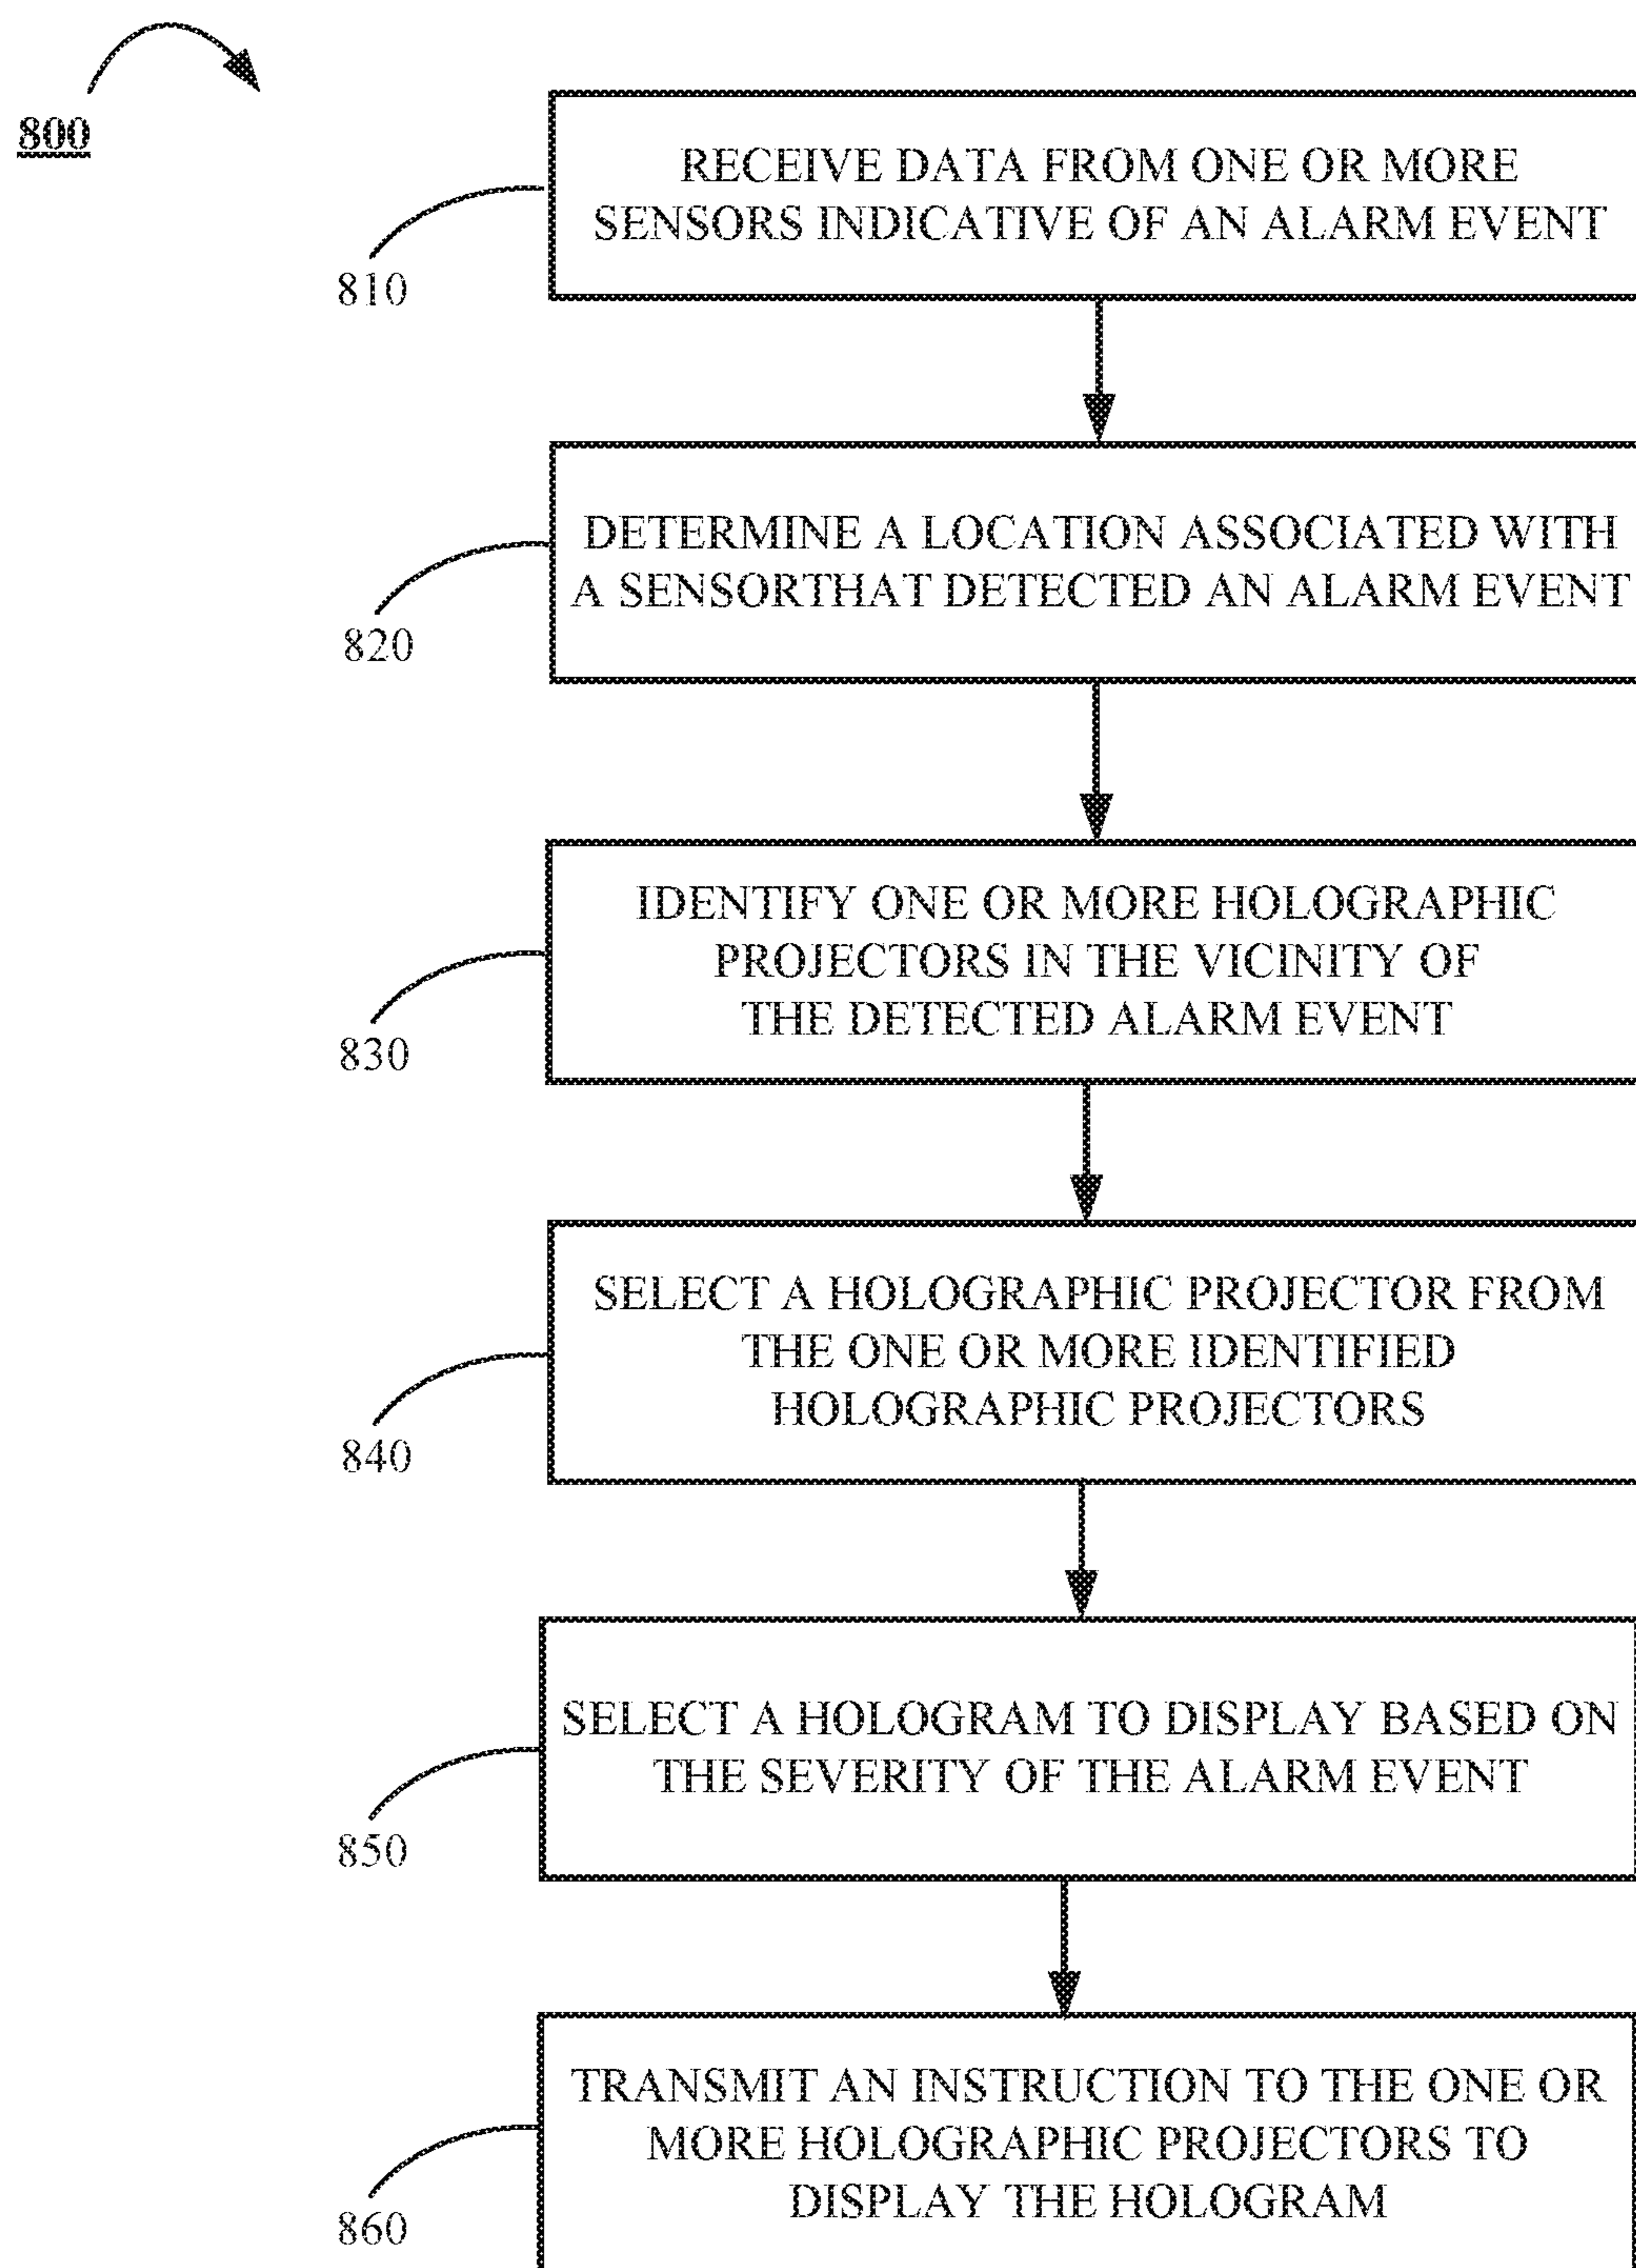 800
RECEIVE DATA FROM ONE OR MORE
SENSORS INDICATIVE OF AN ALARM EVENT
810
DETERMINE A LOCATION ASSOCIATED WITH
A SENSORTHAT DETECTED AN ALARM EVENT
820
IDENTIFY ONE OR MORE HOLOGRAPHIC
PROJECTORS IN THE VICINITY OF
THE DETECTED ALARM EVENT
830
SELECT A HOLOGRAPHIC PROJECTOR FROM
THE ONE OR MORE IDENTIFIED
HOLOGRAPHIC PROJECTORS
840
SELECT A HOLOGRAM TO DISPLAY BASED ON
THE SEVERITY OF THE ALARM EVENT
850
TRANSMIT AN INSTRUCTION TO THE ONE OR
MORE HOLOGRAPHIC PROJECTORS TO
DISPLAY THE HOLOGRAM
860